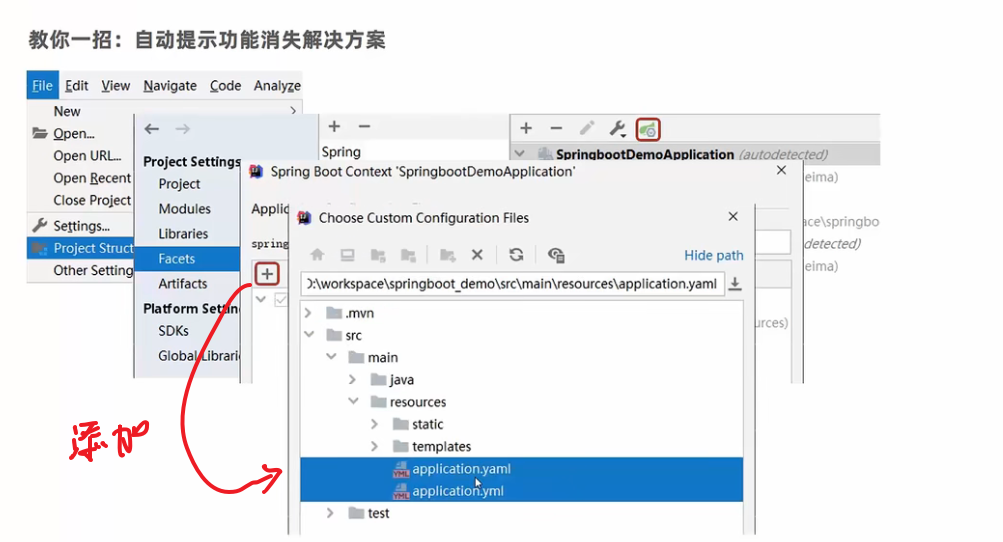 教你一招：自动提示功能消失解决方案
File Edit View Navigate Code Analyze
New
Open...
Open URL...
Open Recent
Close Project
Settings...
Project Struct
Other Setting
Project Settings
Project
Modules
Libraries
Facets
Artifacts
Platform Settin
SDKs
Global Librari
Spring
SpringbootDemoApplication (autodetected)
eima)
ace\springbo
detected)
eima)
urces)
Spring Boot Context 'SpringbootDemoApplication'
Applic
spring
Choose Custom Configuration Files
Hide path
):\workspace\springboot_demo\src\main\resources\application.yaml
.mvn
src
main
java
resources
static
templates
YML application.yaml
YML application.yml
test
添加